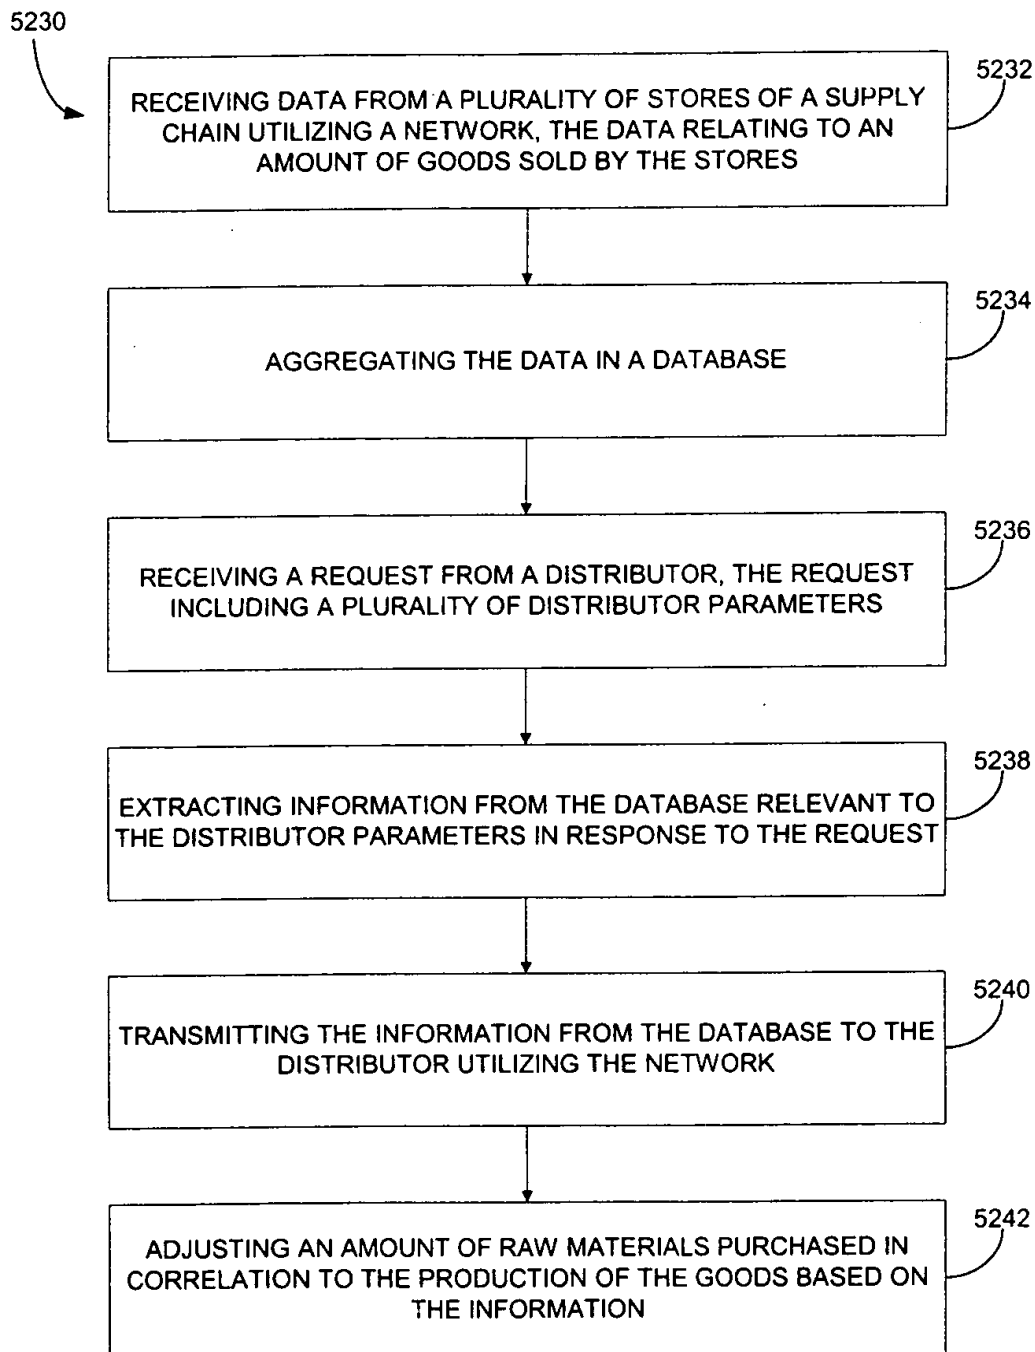 5230
5232
RECEIVING DATA FROM A PLURALITY OF STORES OF A SUPPLY
CHAIN UTILIZING A NETWORK, THE DATA RELATING TO AN
AMOUNT OF GOODS SOLD BY THE STORES
5234
AGGREGATING THE DATA IN A DATABASE
5236
RECEIVING A REQUEST FROM A DISTRIBUTOR, THE REQUEST
INCLUDING A PLURALITY OF DISTRIBUTOR PARAMETERS
5238
EXTRACTING INFORMATION FROM THE DATABASE RELEVANT TO
THE DISTRIBUTOR PARAMETERS IN RESPONSE TO THE REQUEST
5240
TRANSMITTING THE INFORMATION FROM THE DATABASE TO THE
DISTRIBUTOR UTILIZING THE NETWORK
5242
ADJUSTING AN AMOUNT OF RAW MATERIALS PURCHASED IN
CORRELATION TO THE PRODUCTION OF THE GOODS BASED ON
THE INFORMATION